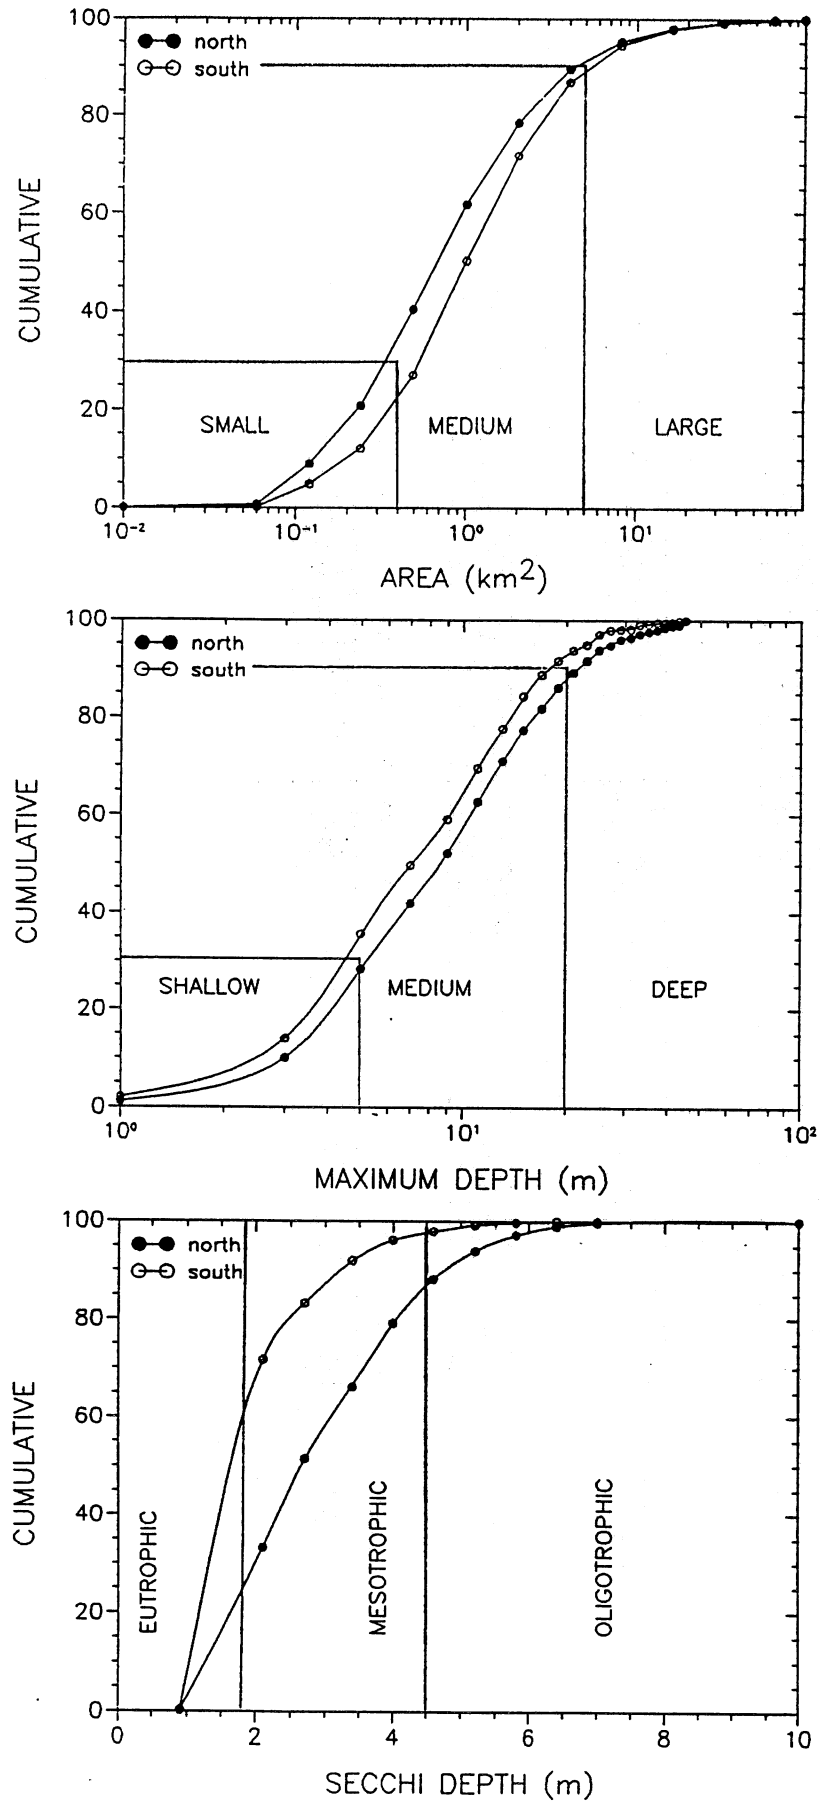 100
80
60
40
20
0
CUMULATIVE
north
south
SMALL
MEDIUM
LARGE
10⁻² 10⁻¹ 10⁰ 10¹
AREA (km²)
100
80
60
40
20
0
CUMULATIVE
north
south
SHALLOW
MEDIUM
DEEP
10⁰ 10¹ 10²
MAXIMUM DEPTH (m)
100
80
60
40
20
0
CUMULATIVE
north
south
EUTROPHIC
MESOTROPHIC
OLIGOTROPHIC
0 2 4 6 8 10
SECCHI DEPTH (m)